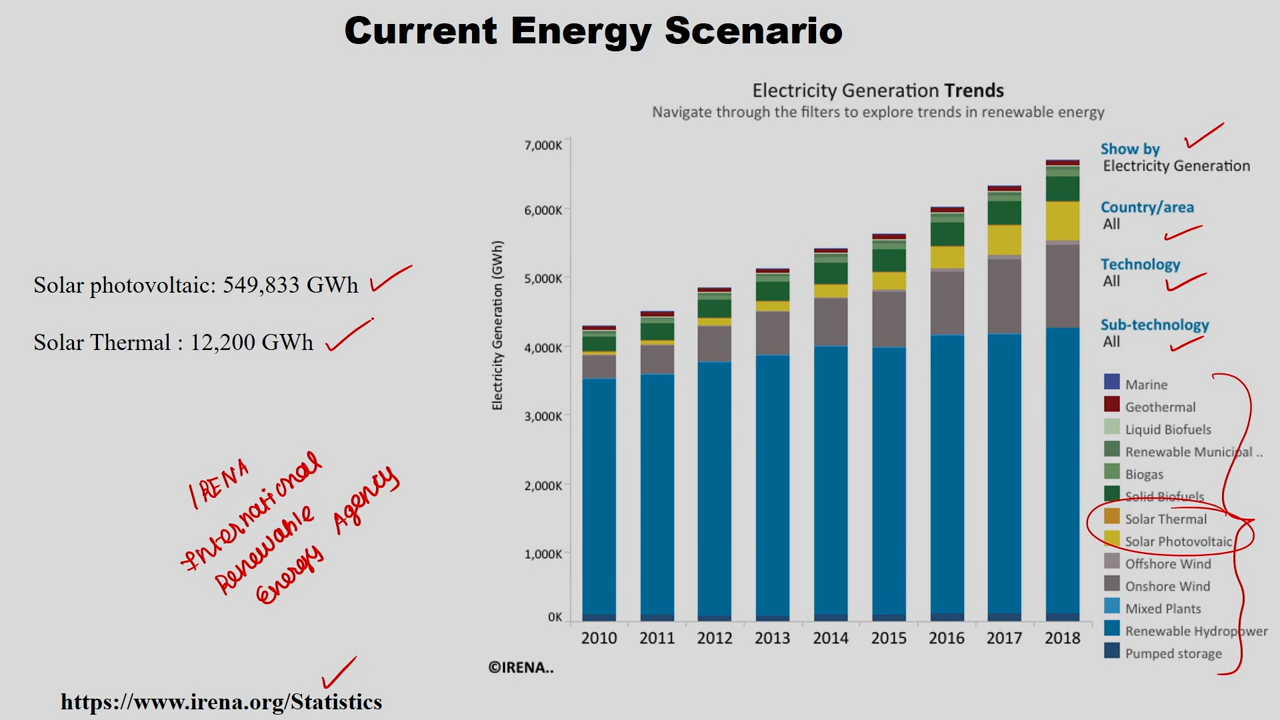 Current Energy Scenario
Electricity Generation Trends
Navigate through the filters to explore trends in renewable energy
Solar photovoltaic: 549,833 GWh
Solar Thermal : 12,200 GWh
IRENA
International
Renewable
Energy Agency
https://www.irena.org/Statistics
Electricity Generation (GWh)
7,000K
6,000K
5,000K
4,000K
3,000K
2,000K
1,000K
0K
2010 2011 2012 2013 2014 2015 2016 2017 2018
©IRENA..
Show by
Electricity Generation
Country/area
All
Technology
All
Sub-technology
All
Marine
Geothermal
Liquid Biofuels
Renewable Municipal ..
Biogas
Solid Biofuels
Solar Thermal
Solar Photovoltaic
Offshore Wind
Onshore Wind
Mixed Plants
Renewable Hydropower
Pumped storage